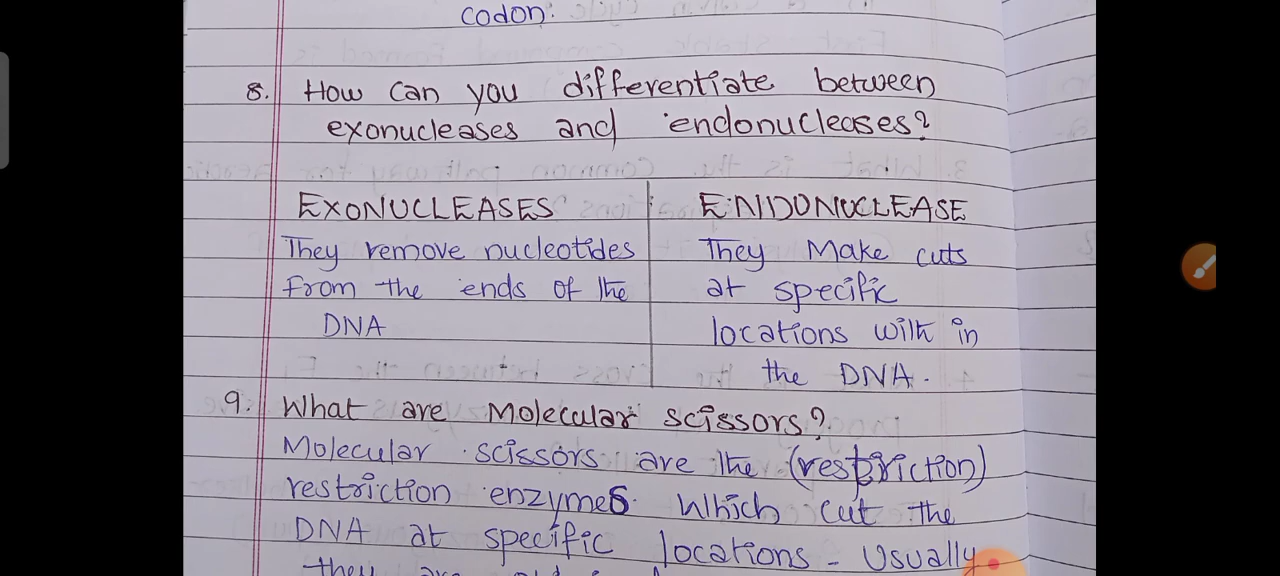 codon.
8. How can you differentiate between
exonucleases and endonucleases?
EXONUCLEASES
They remove nucleotides
from the ends of the
DNA
ENDONUCLEASE
They Make cuts
at specific
locations with in
the DNA.
9. What are Molecular scissors?
Molecular scissors are the (restriction)
restriction enzymes. Which cut the
DNA at specific locations - Usually
they are